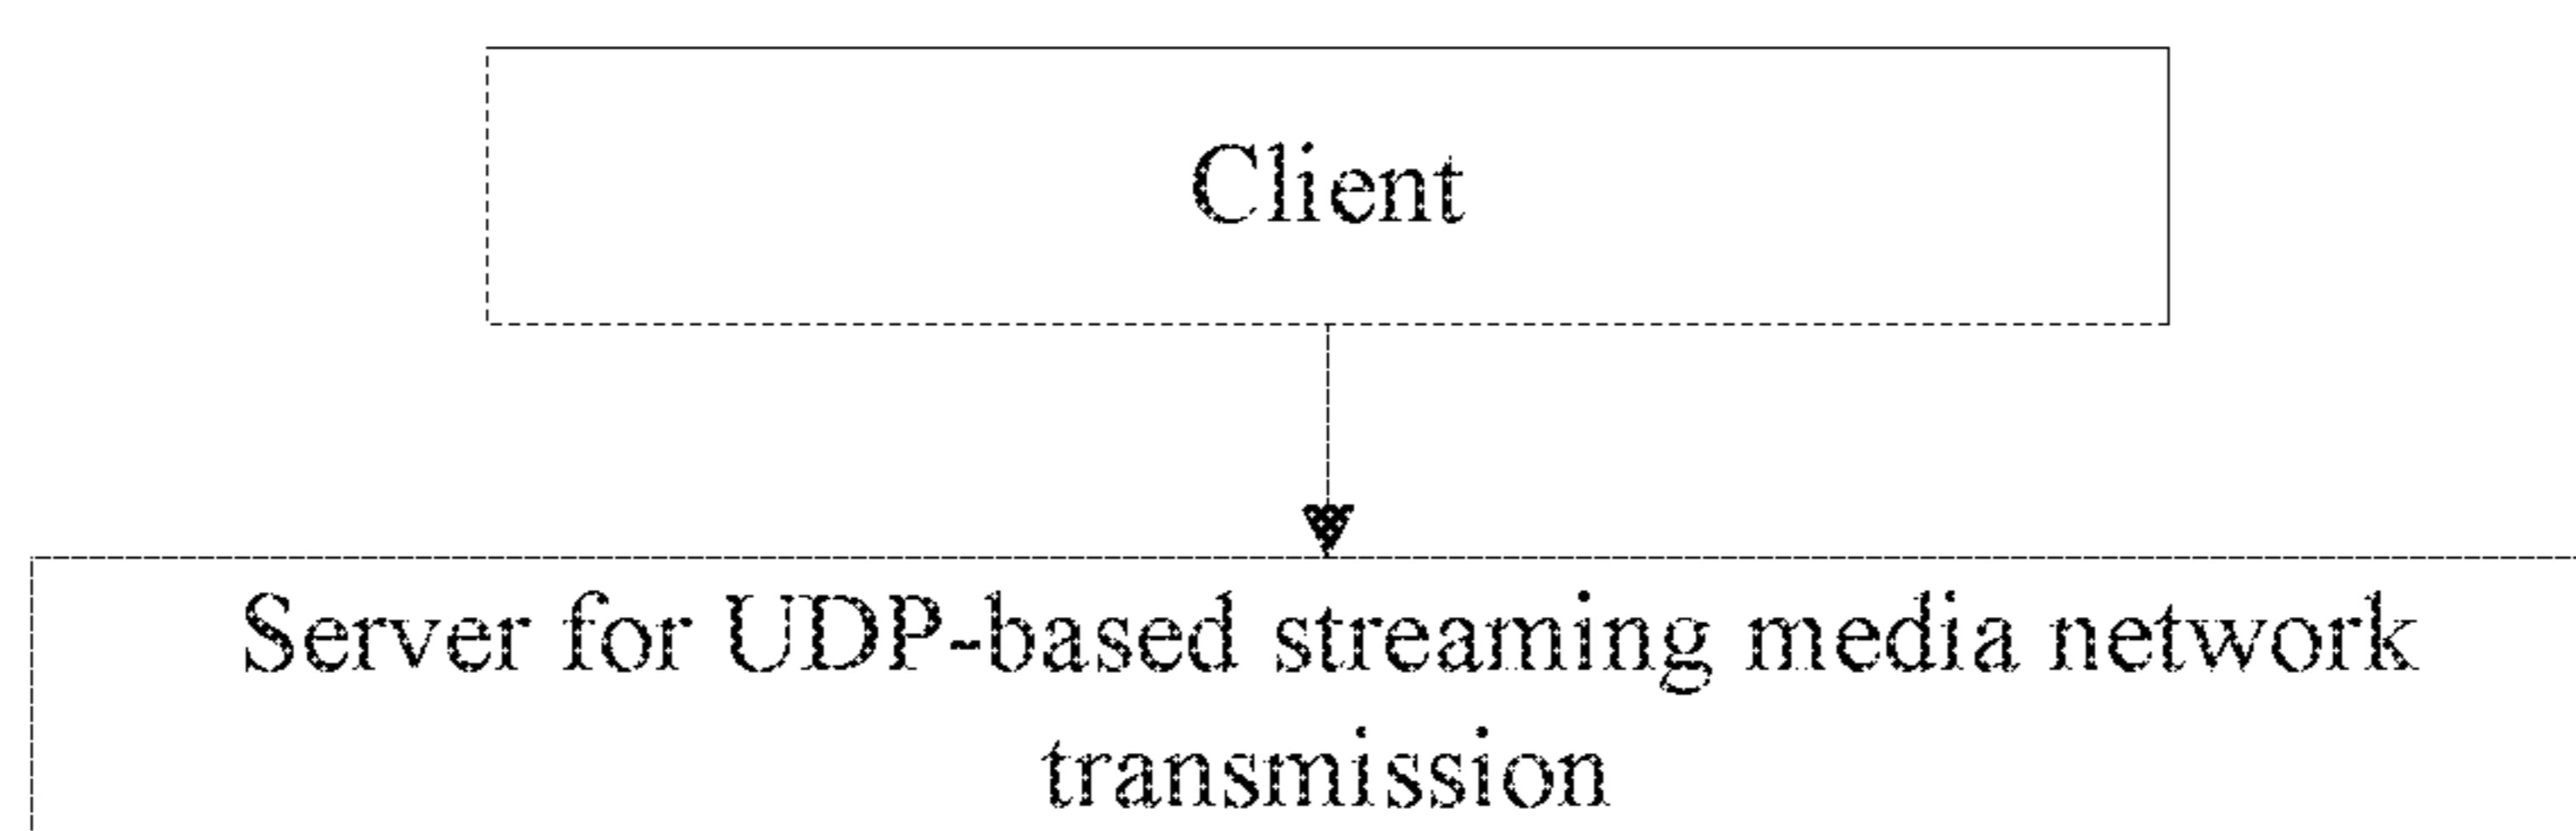 Client
Server for UDP-based streaming media network
transmission